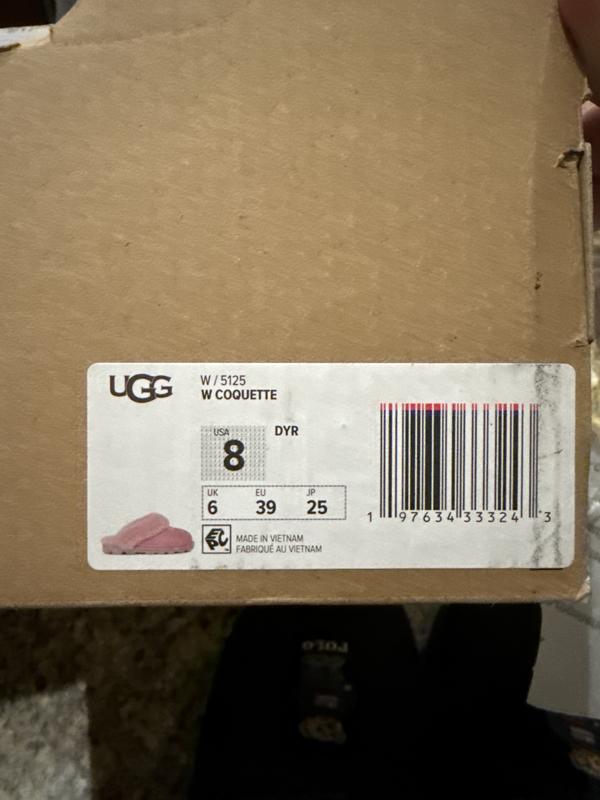 UGG
W / 5125
W COQUETTE
USA
8
DYR
UK
6
EU
39
JP
25
MADE IN VIETNAM
FABRIQUÉ AU VIETNAM
1 97634 33324 3
POLO